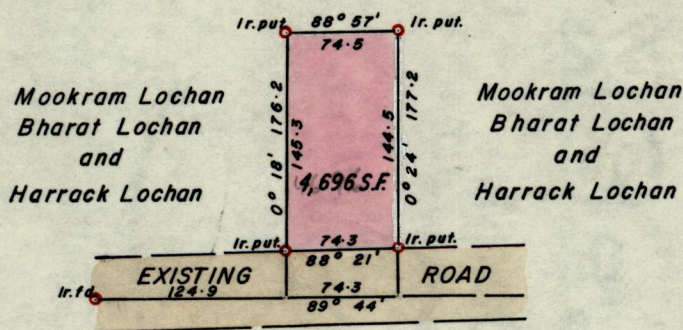 Ir. put. 88° 57' Ir. put.
74·5
Mookram Lochan
Bharat Lochan
and
Harrack Lochan
0° 18' 176·2
145·3
4,696 S.F.
144·5
0° 24' 177·2
Mookram Lochan
Bharat Lochan
and
Harrack Lochan
Ir. put. 74·3 Ir. put.
88° 21'
EXISTING ROAD
Ir. fd. 124·9 74·3
89° 44'